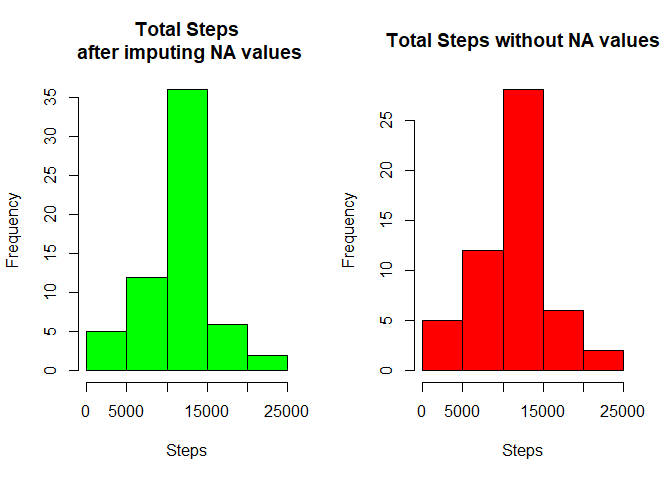 Total Steps
after imputing NA values
Frequency
35
30
25
20
15
10
5
0
0 5000 15000 25000
Steps
Total Steps without NA values
Frequency
25
20
15
10
5
0
0 5000 15000 25000
Steps